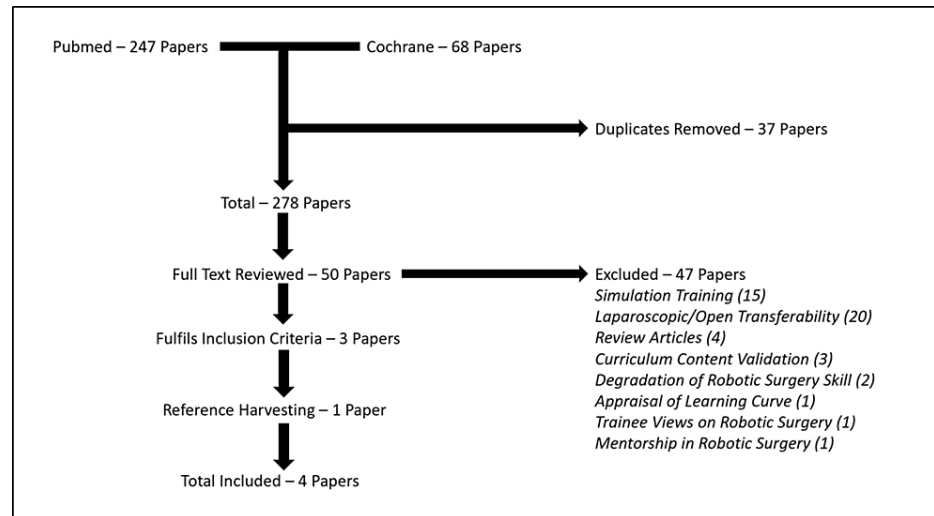 Pubmed – 247 Papers
Cochrane – 68 Papers
Duplicates Removed – 37 Papers
Total – 278 Papers
Full Text Reviewed – 50 Papers
Excluded – 47 Papers
Simulation Training (15)
Laparoscopic/Open Transferability (20)
Review Articles (4)
Curriculum Content Validation (3)
Degradation of Robotic Surgery Skill (2)
Appraisal of Learning Curve (1)
Trainee Views on Robotic Surgery (1)
Mentorship in Robotic Surgery (1)
Fulfils Inclusion Criteria – 3 Papers
Reference Harvesting – 1 Paper
Total Included – 4 Papers